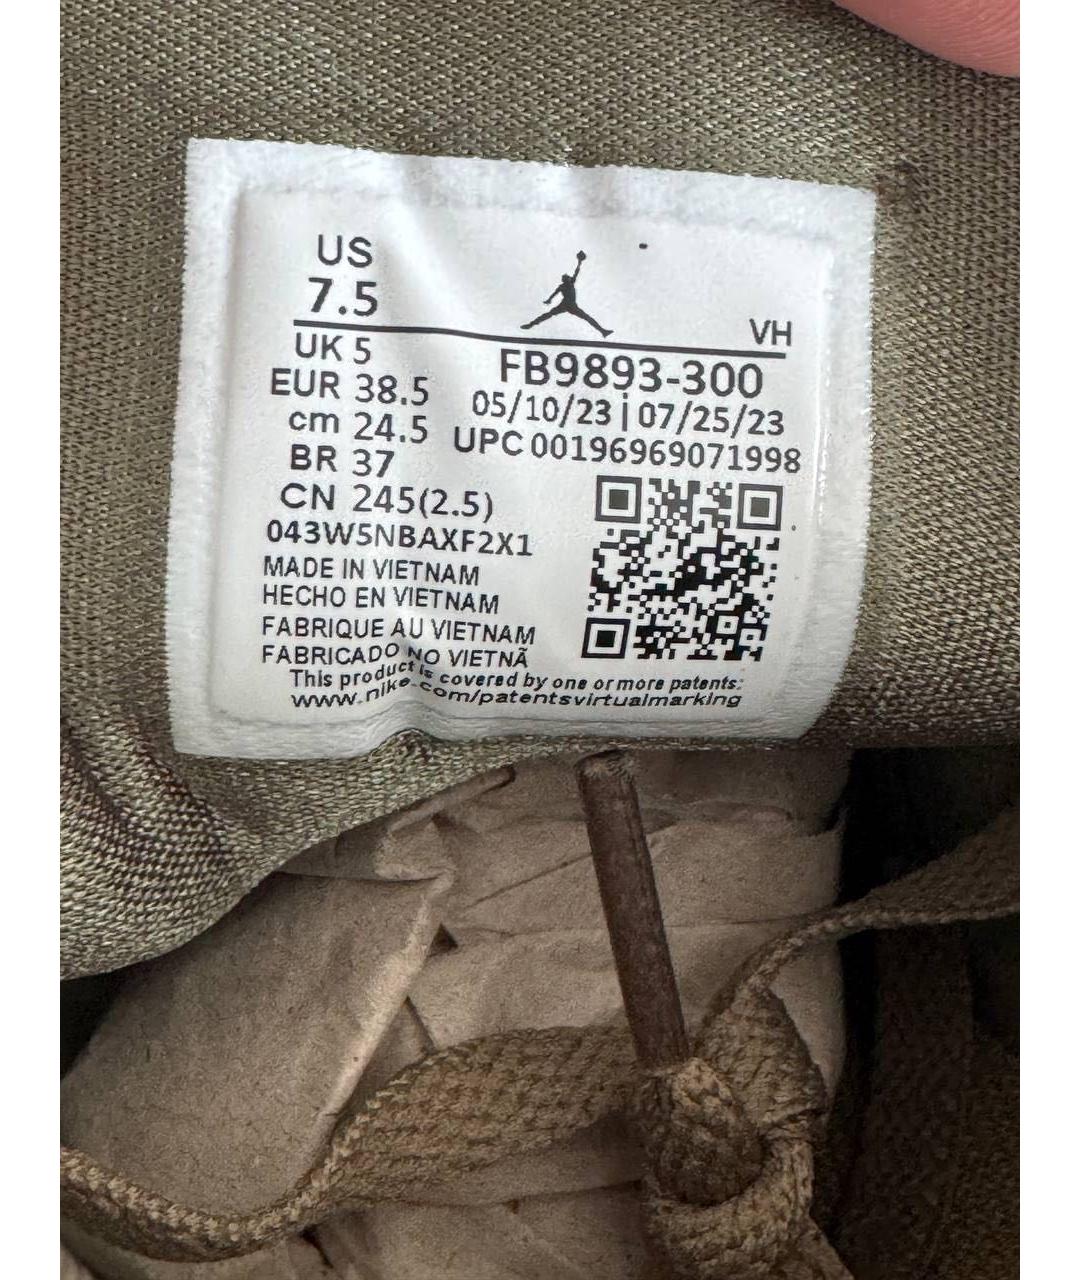 US
7.5
VH
UK 5
FB9893-300
EUR 38.5
05/10/23 | 07/25/23
cm 24.5
UPC 00196969071998
BR 37
CN 245(2.5)
043W5NBAXF2X1
MADE IN VIETNAM
HECHO EN VIETNAM
FABRIQUE AU VIETNAM
FABRICADO NO VIETNÃ
This product is covered by one or more patents:
www.nike.com/patentsvirtualmarking